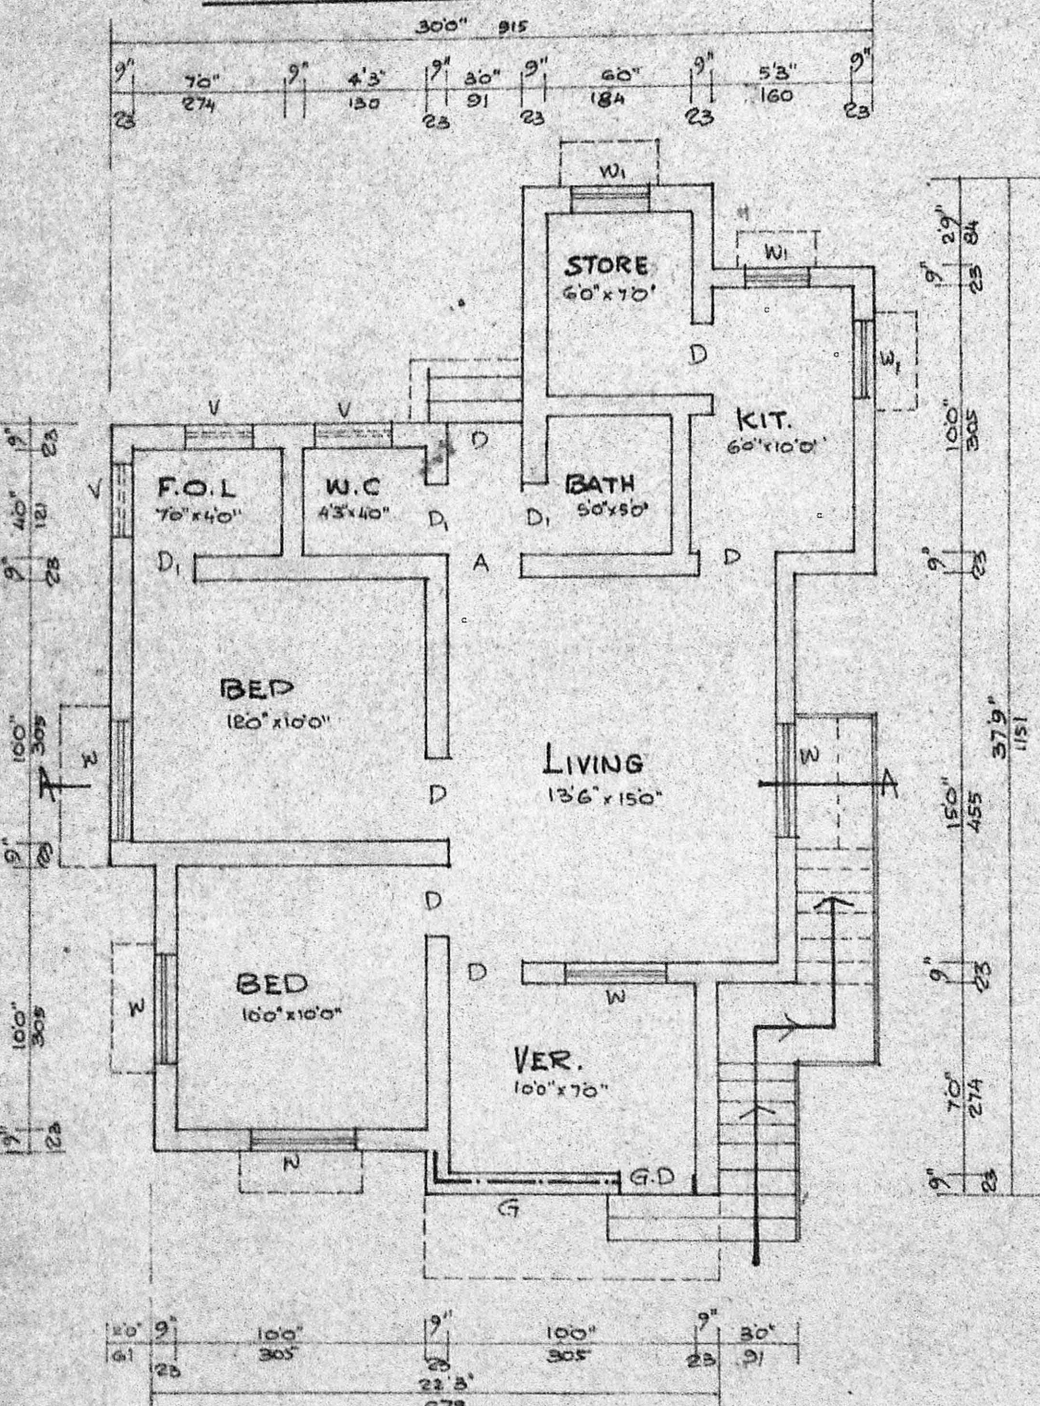 30'0" 915
9" 7'0" 9" 4'3" 9" 3'0" 9" 6'0" 9" 5'3" 9"
23 274 130 23 91 23 184 23 160 23
W1
STORE
6'0"x7'0"
W1
D
W1
KIT.
6'0"x10'0"
V V
D
V
F.O.L
7'0"x4'0"
W.C
4'3"x4'0"
D1
D1
BATH
5'0"x5'0"
D1
A
D
BED
12'0"x10'0"
W
A
D
LIVING
13'6"x15'0"
W
A
D
BED
10'0"x10'0"
W
D
W
VER.
10'0"x7'0"
W
G
G.D
9" 23
4'0" 121
9" 23
10'0" 305
9" 23
10'0" 305
9" 23
2'9" 84
9" 23
10'0" 305
9" 23
15'0" 455
9" 23
7'0" 274
9" 23
37'9" 1151
2'0" 9" 10'0" 9" 10'0" 9" 3'0"
61 23 305 23 305 23 91
22'3"